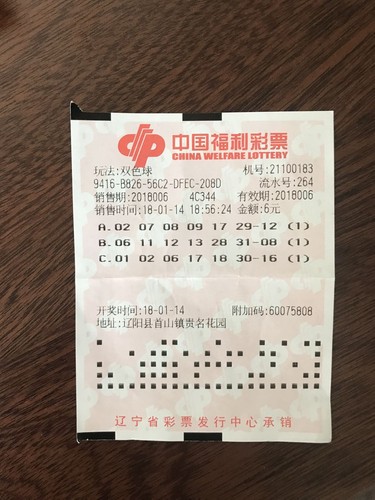 中国福利彩票
CHINA WELFARE LOTTERY
玩法:双色球 机号:21100183
9416-B826-56C2-DFEC-208D 流水号:264
销售期:2018006 4C344 有效期:2018006
销售时间:18-01-14 18:56:24 金额:6元
A.02 07 08 09 17 29-12 (1)
B.06 11 12 13 28 31-08 (1)
C.01 02 06 17 18 30-16 (1)
开奖时间:18-01-14 附加码:60075808
地址:辽阳县首山镇贵名花园
辽宁省彩票发行中心承销